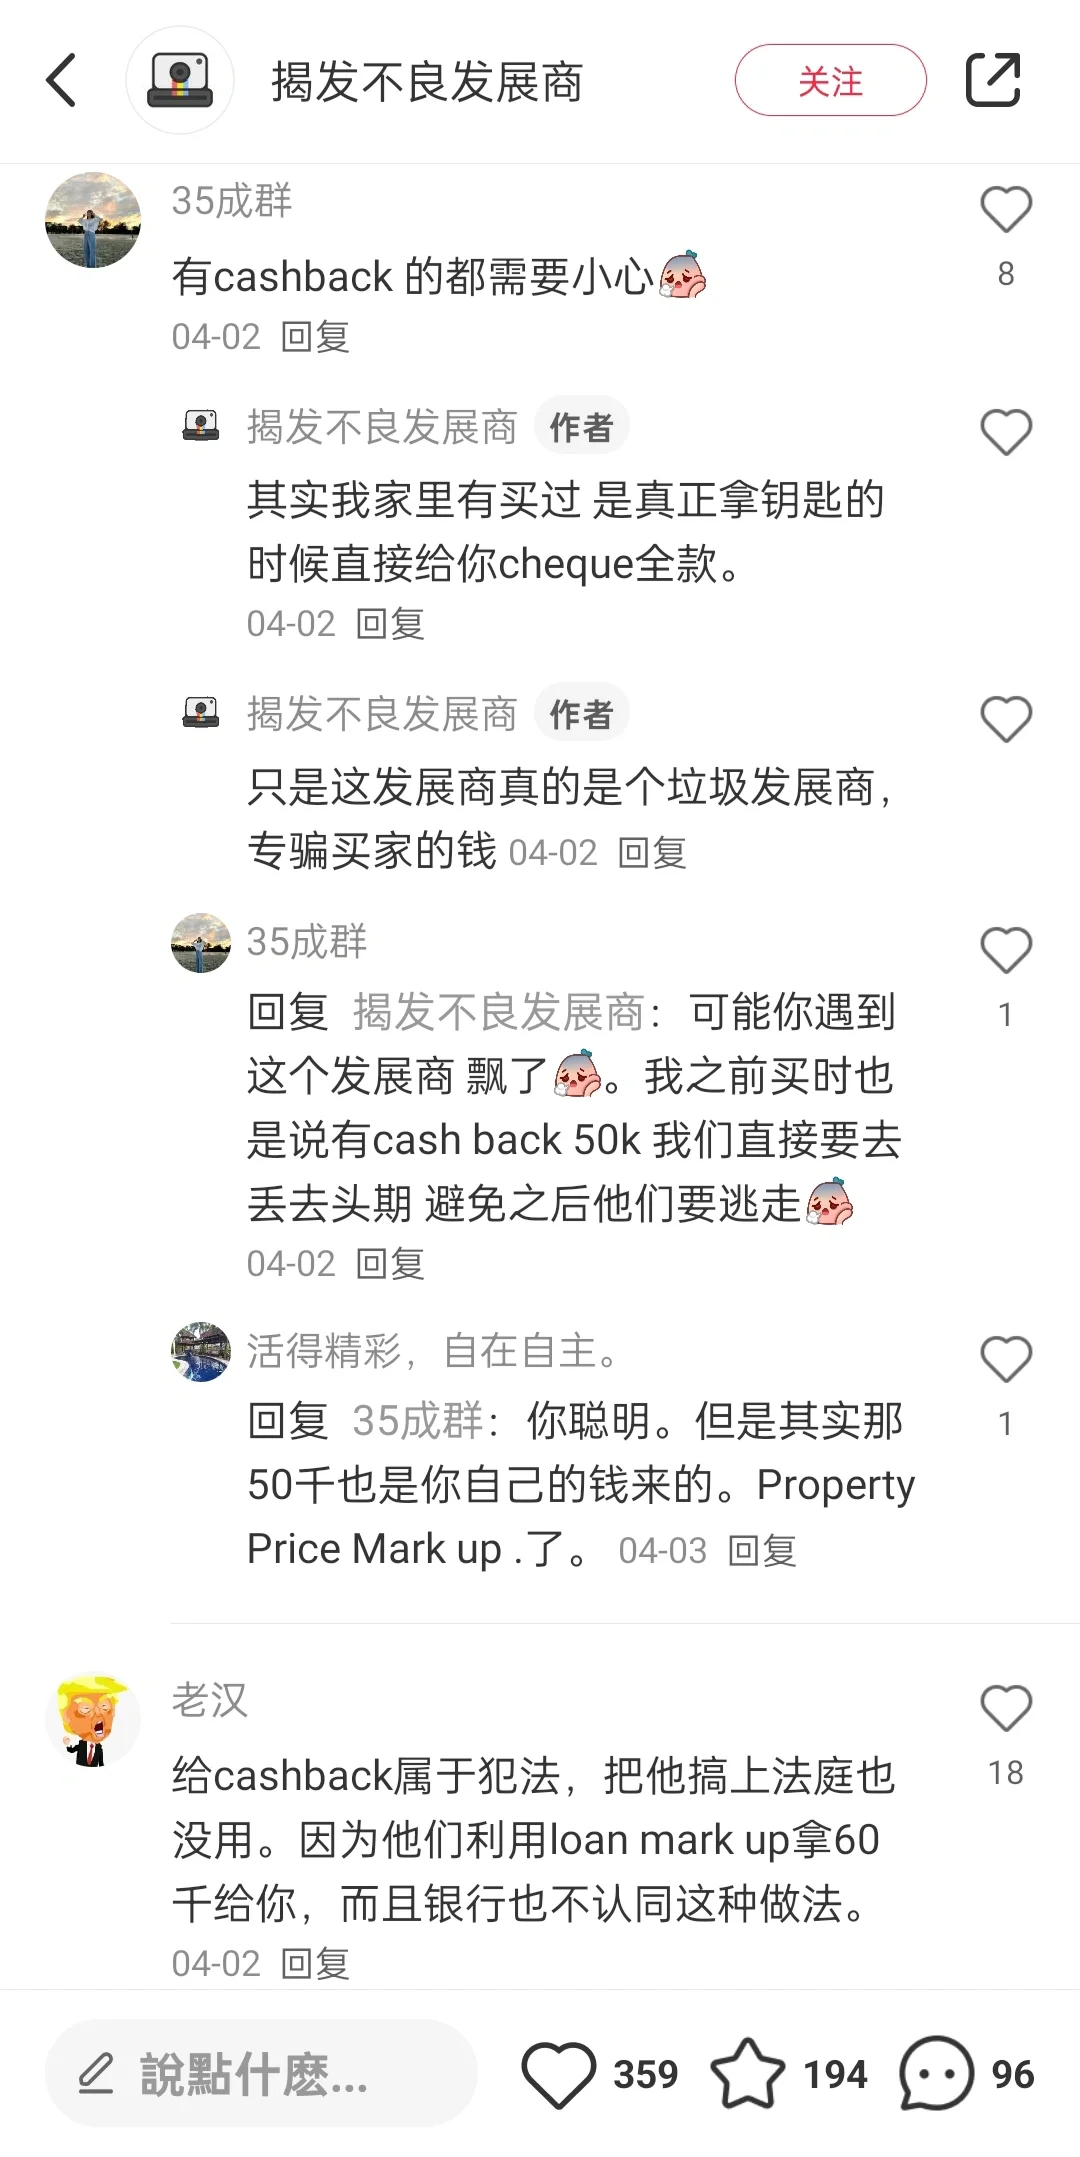 揭发不良发展商
关注
35成群
有cashback 的都需要小心
8
04-02 回复
揭发不良发展商 作者
其实我家里有买过 是真正拿钥匙的
时候直接给你cheque全款。
04-02 回复
揭发不良发展商 作者
只是这发展商真的是个垃圾发展商，
专骗买家的钱 04-02 回复
35成群
回复 揭发不良发展商：可能你遇到
1
这个发展商 飘了。我之前买时也
是说有cash back 50k 我们直接要去
丢去头期 避免之后他们要逃走
04-02 回复
活得精彩，自在自主。
回复 35成群：你聪明。但是其实那
1
50千也是你自己的钱来的。Property
Price Mark up .了。 04-03 回复
老汉
给cashback属于犯法，把他搞上法庭也
18
没用。因为他们利用loan mark up拿60
千给你，而且银行也不认同这种做法。
04-02 回复
說點什麼... 359 194 96